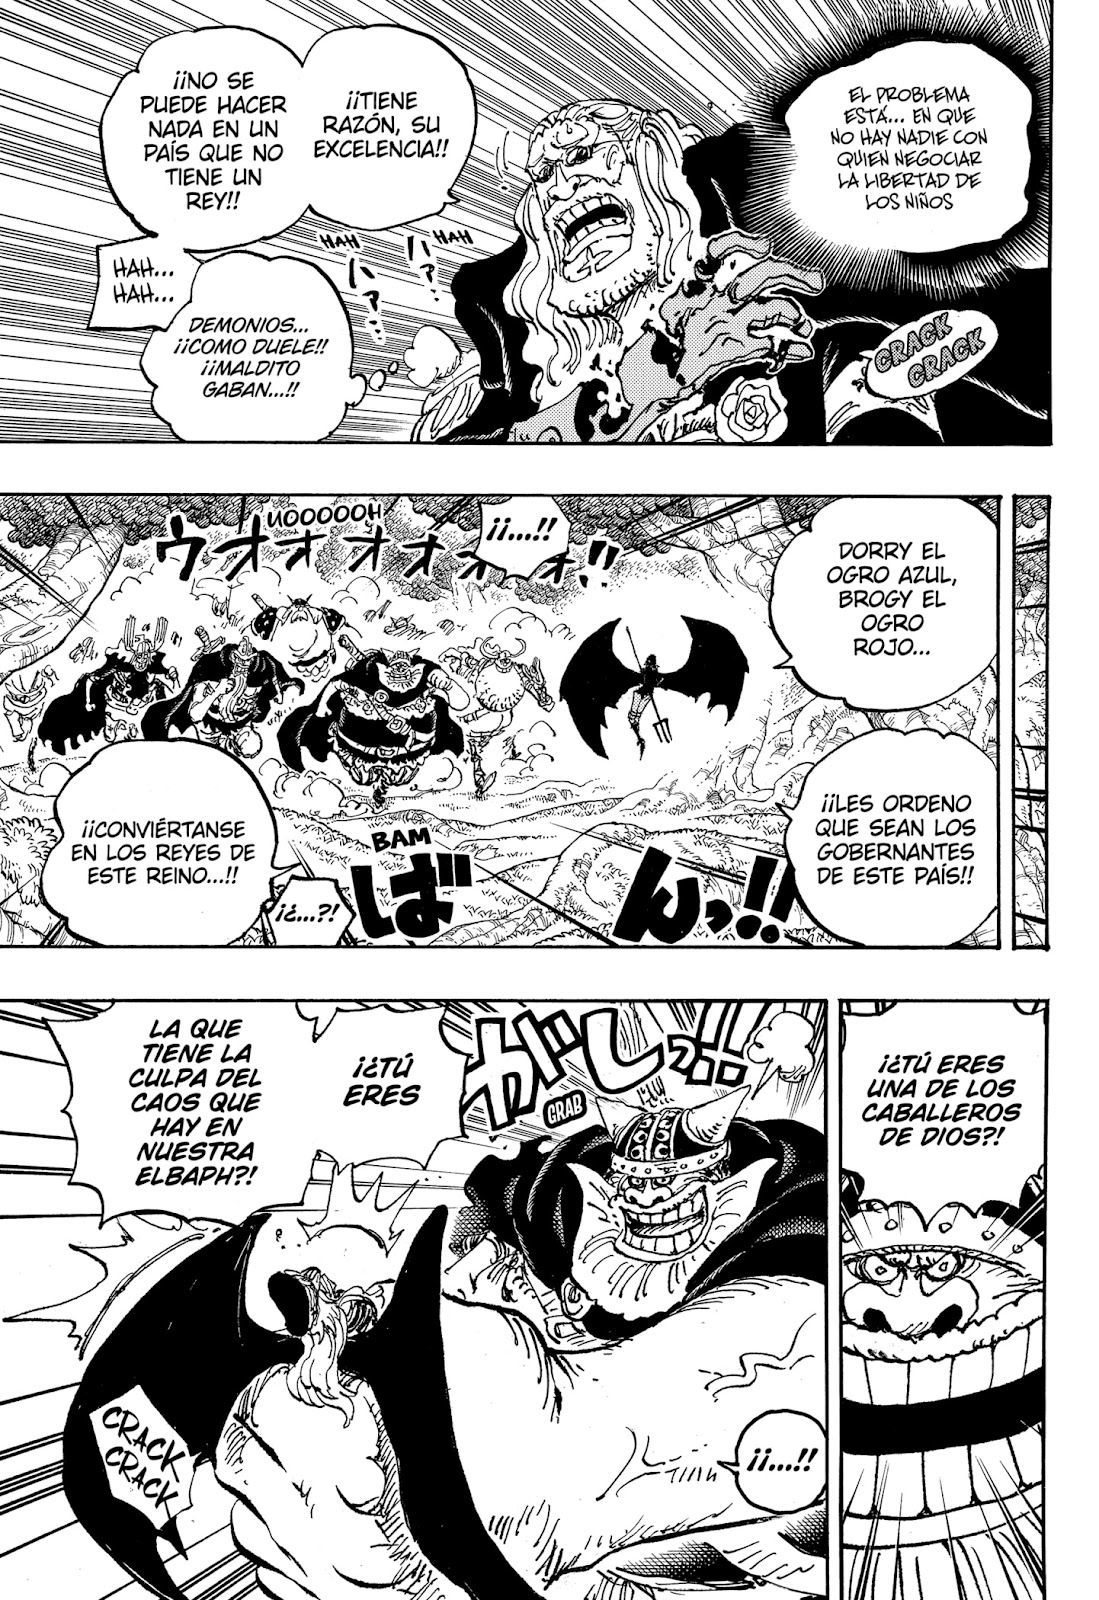 EL PROBLEMA
ESTÁ... EN QUE
NO HAY NADIE CON
QUIEN NEGOCIAR
LA LIBERTAD DE
LOS NIÑOS
¡¡TIENE
RAZÓN, SU
EXCELENCIA!!
¡¡NO SE
PUEDE HACER
NADA EN UN
PAÍS QUE NO
TIENE UN
REY!!
CRACK
CRACK
HAH
ハァ
HAH
ハァ
HAH...
HAH...
DEMONIOS...
¡¡COMO DUELE!!
¡¡MALDITO
GABAN...!!
DORRY EL
OGRO AZUL,
BROGY EL
OGRO
ROJO...
¡¡...!!
UOOOOOH
ウオオオオオオ!!
¡¡LES ORDENO
QUE SEAN LOS
GOBERNANTES
DE ESTE PAÍS!!
BAM
ばんっ!!
¡¡CONVIÉRTANSE
EN LOS REYES DE
ESTE REINO...!!
¡¿...?!
¡¿TÚ ERES
UNA DE LOS
CABALLEROS
DE DIOS?!
がしっ!!
GRAB
¡¿TÚ
ERES
LA QUE
TIENE LA
CULPA DEL
CAOS QUE
HAY EN
NUESTRA
ELBAPH?!
¡¡...!!
CRACK
CRACK